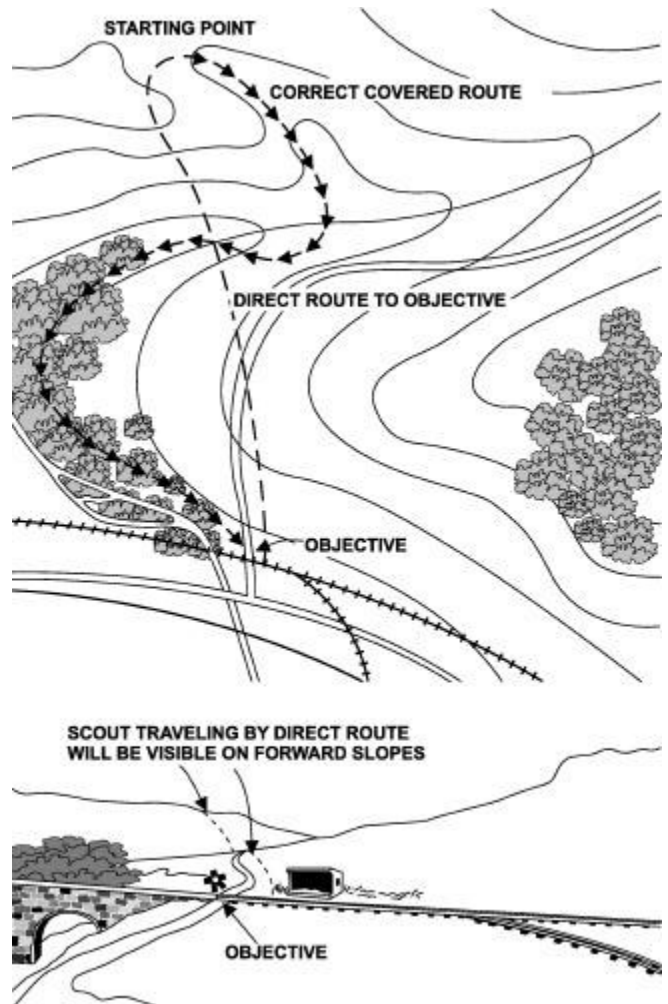 STARTING POINT
CORRECT COVERED ROUTE
DIRECT ROUTE TO OBJECTIVE
OBJECTIVE
SCOUT TRAVELING BY DIRECT ROUTE
WILL BE VISIBLE ON FORWARD SLOPES
OBJECTIVE